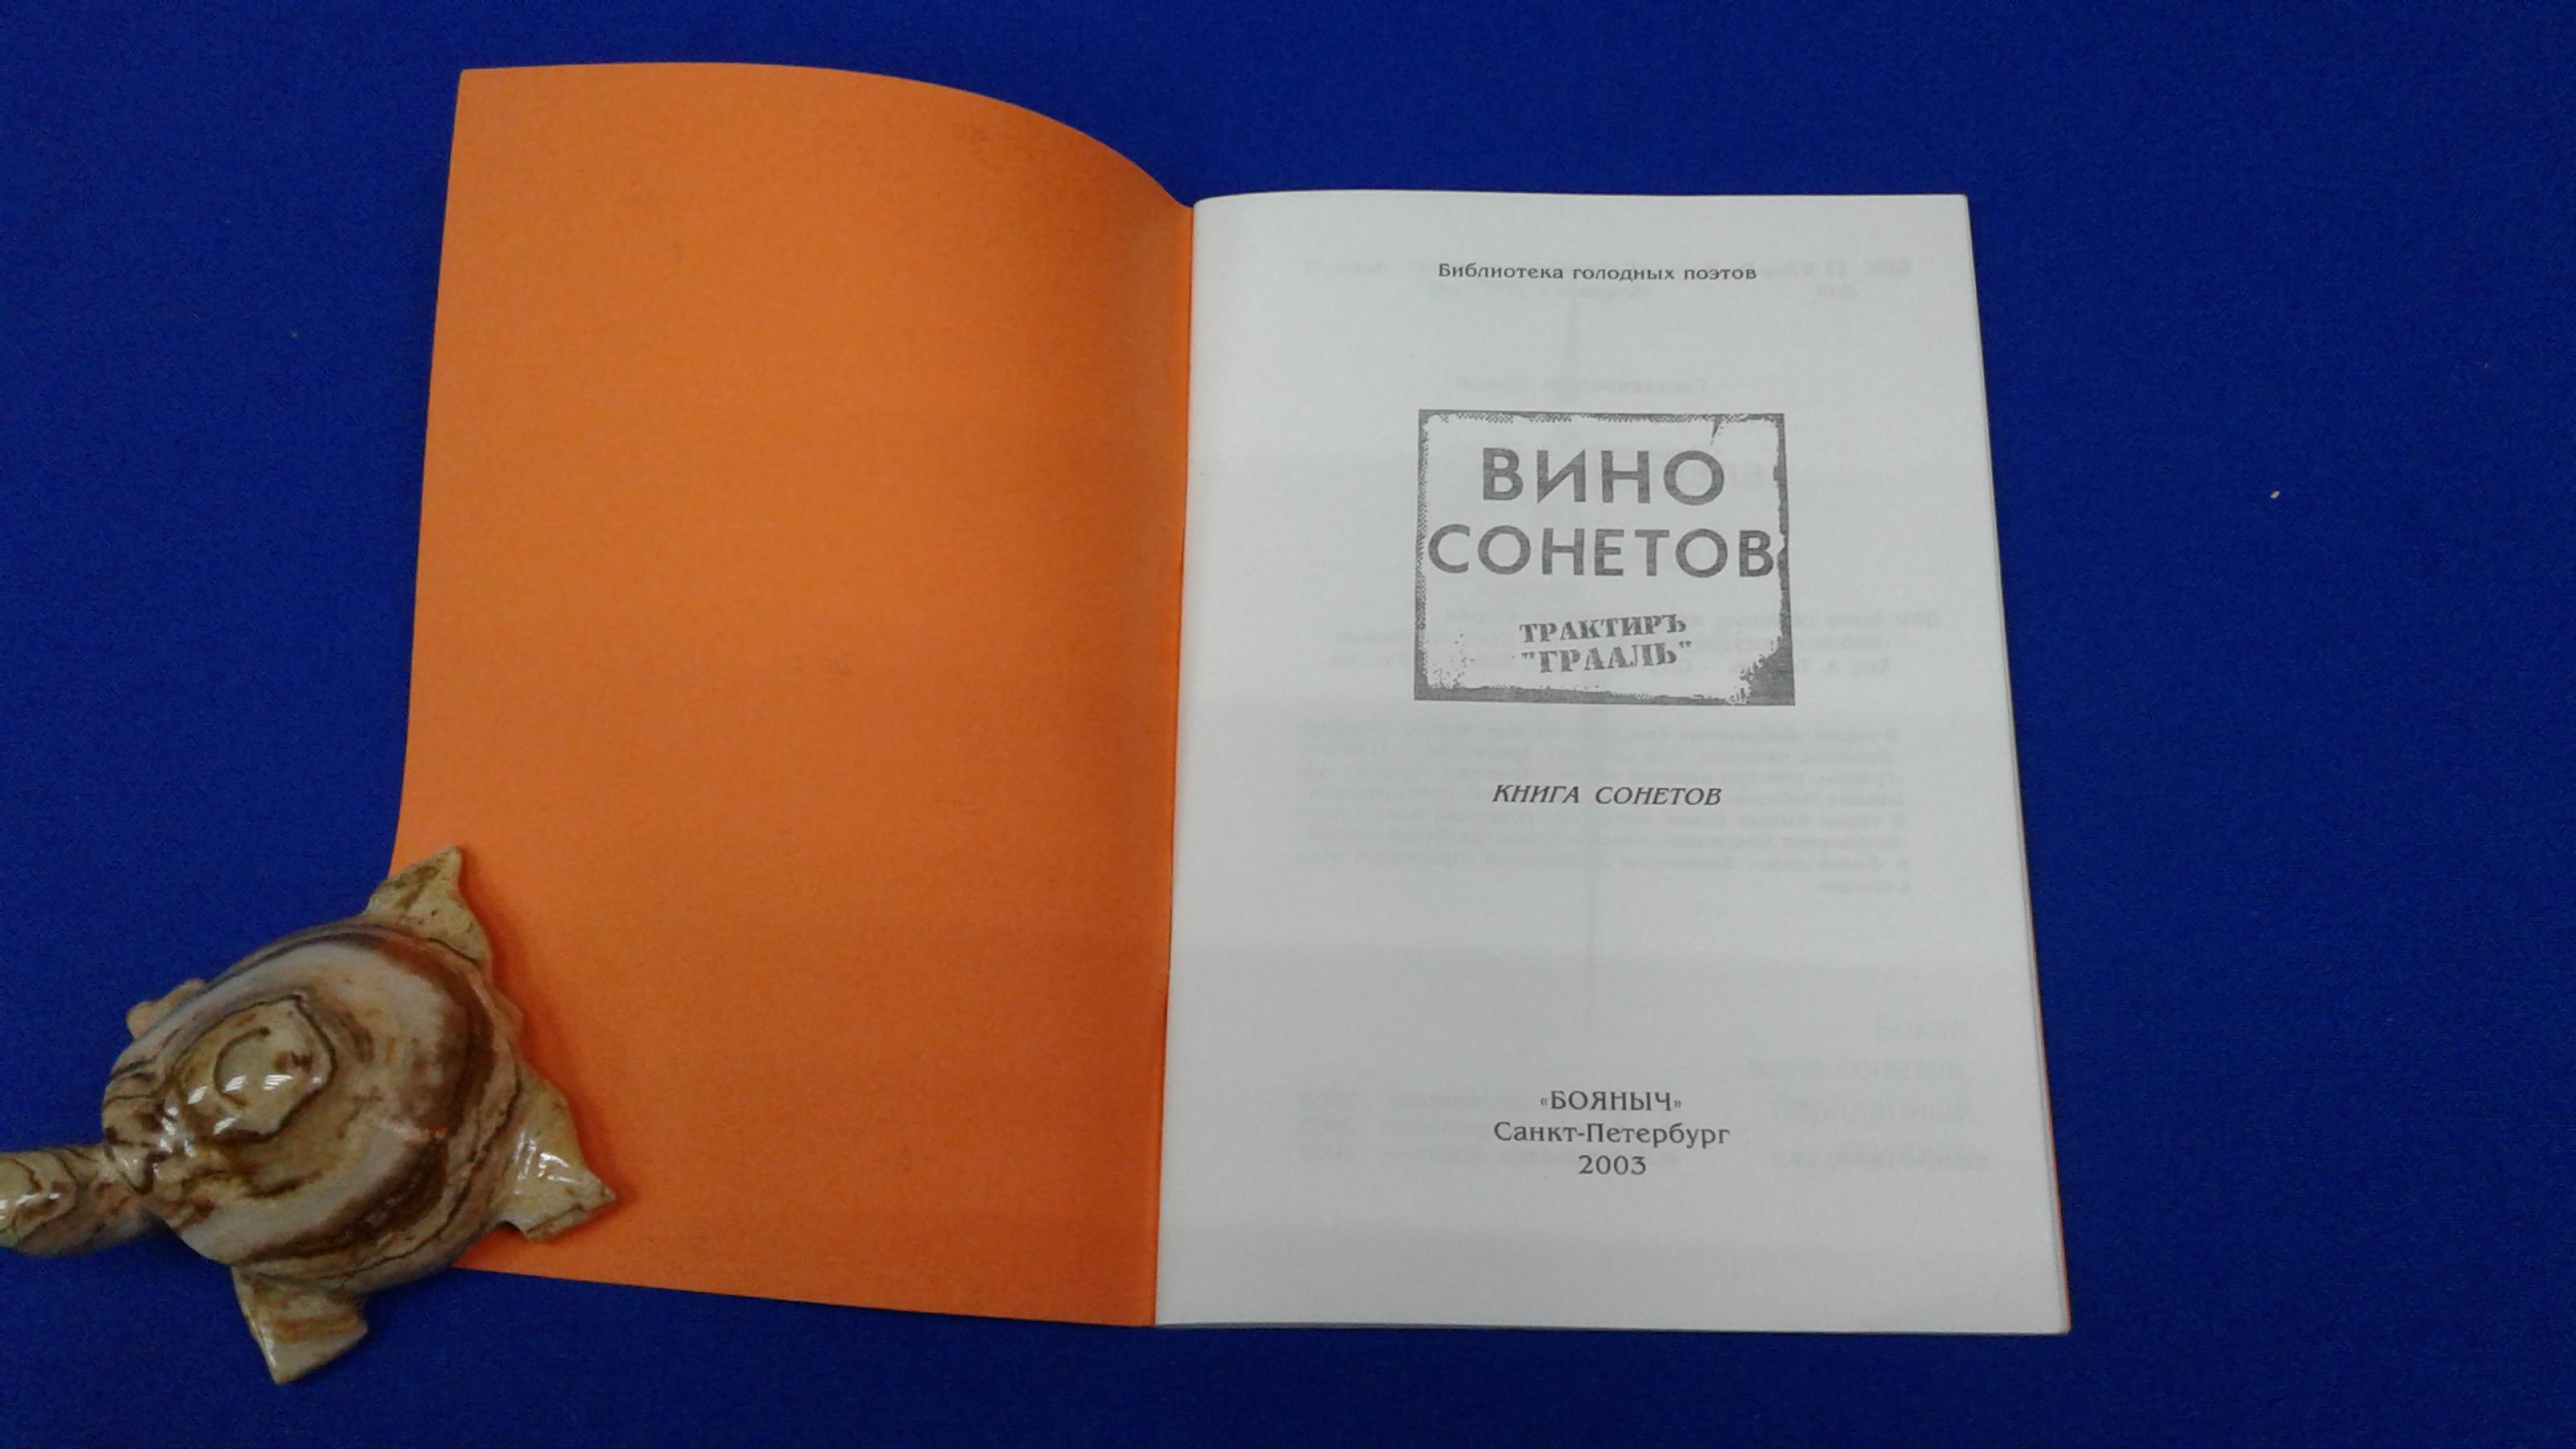 Библиотека голодных поэтов
ВИНО
СОНЕТОВ
ТРАКТИРЪ
"ГРААЛЬ"
КНИГА СОНЕТОВ
«БОЯНЫЧ»
Санкт-Петербург
2003